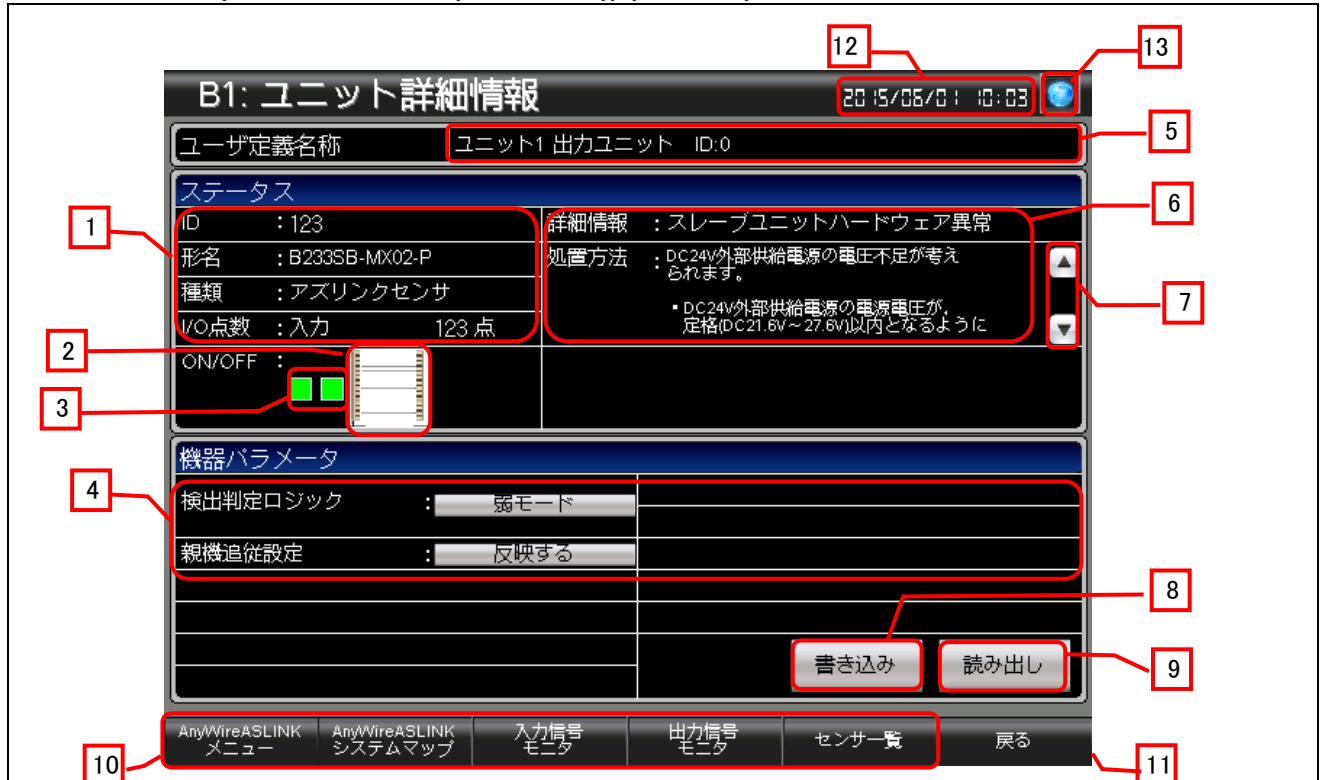 12
13
B1: ユニット詳細情報
2015/06/01 10:03
ユーザ定義名称
ユニット1 出力ユニット ID:0
5
ステータス
1
ID :123
形名 :B233SB-MX02-P
種類 :アズリンクセンサ
I/O点数 :入力 123 点
ON/OFF :
2
3
詳細情報 :スレーブユニットハードウェア異常
処置方法 :DC24V外部供給電源の電圧不足が考え
られます。
・DC24V外部供給電源の電源電圧が,
定格(DC21.6V～27.6V)以内となるように
6
7
機器パラメータ
4
検出判定ロジック : 弱モード
親機追従設定 : 反映する
8
書き込み
読み出し
9
AnyWireASLINK
メニュー
AnyWireASLINK
システムマップ
入力信号
モニタ
出力信号
モニタ
センサ一覧
戻る
10
11